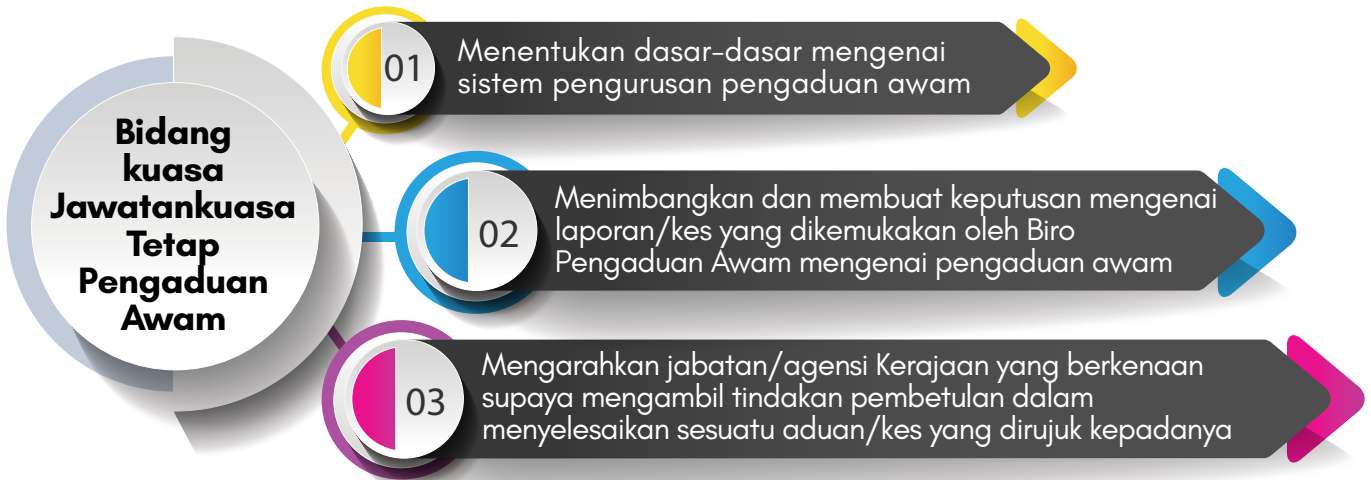 Bidang
kuasa
Jawatankuasa
Tetap
Pengaduan
Awam
01
Menentukan dasar-dasar mengenai
sistem pengurusan pengaduan awam
02
Menimbangkan dan membuat keputusan mengenai
laporan/kes yang dikemukakan oleh Biro
Pengaduan Awam mengenai pengaduan awam
03
Mengarahkan jabatan/agensi Kerajaan yang berkenaan
supaya mengambil tindakan pembetulan dalam
menyelesaikan sesuatu aduan/kes yang dirujuk kepadanya